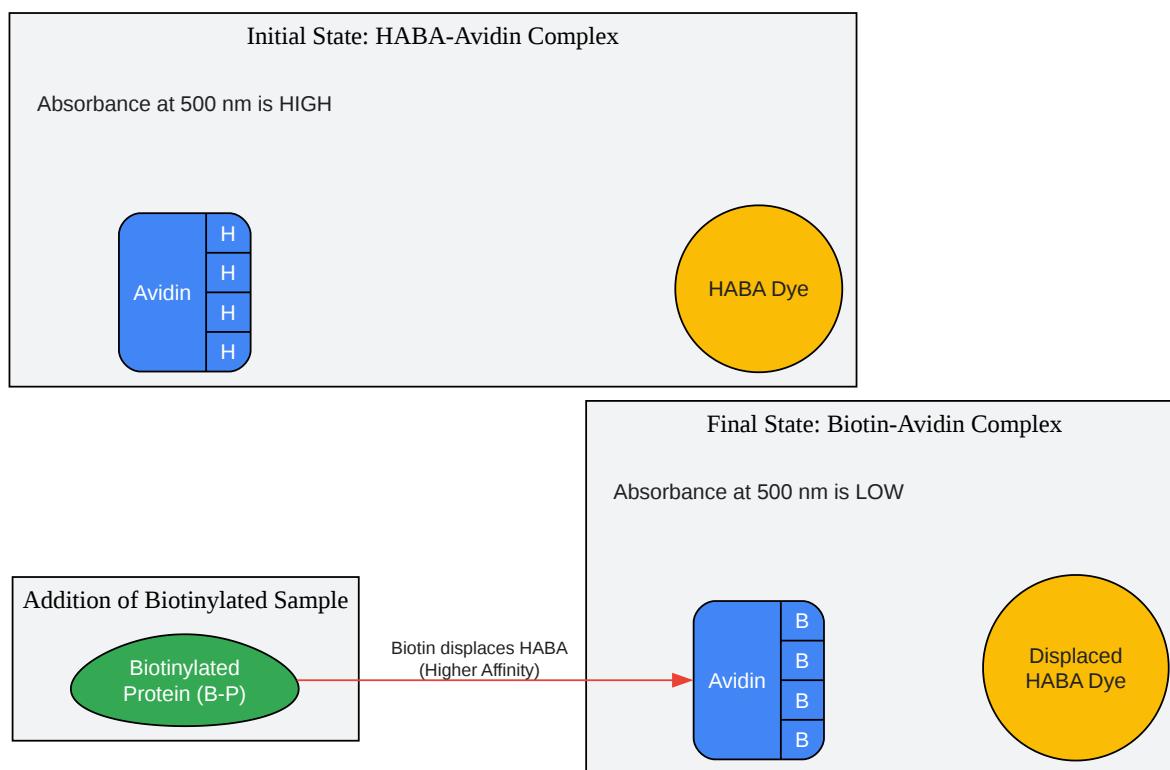 Initial State: HABA-Avidin Complex
Absorbance at 500 nm is HIGH
Avidin
H
H
H
H
HABA Dye
Final State: Biotin-Avidin Complex
Absorbance at 500 nm is LOW
Addition of Biotinylated Sample
Biotinylated
Protein (B-P)
Biotin displaces HABA
(Higher Affinity)
Avidin
B
B
B
B
Displaced
HABA Dye